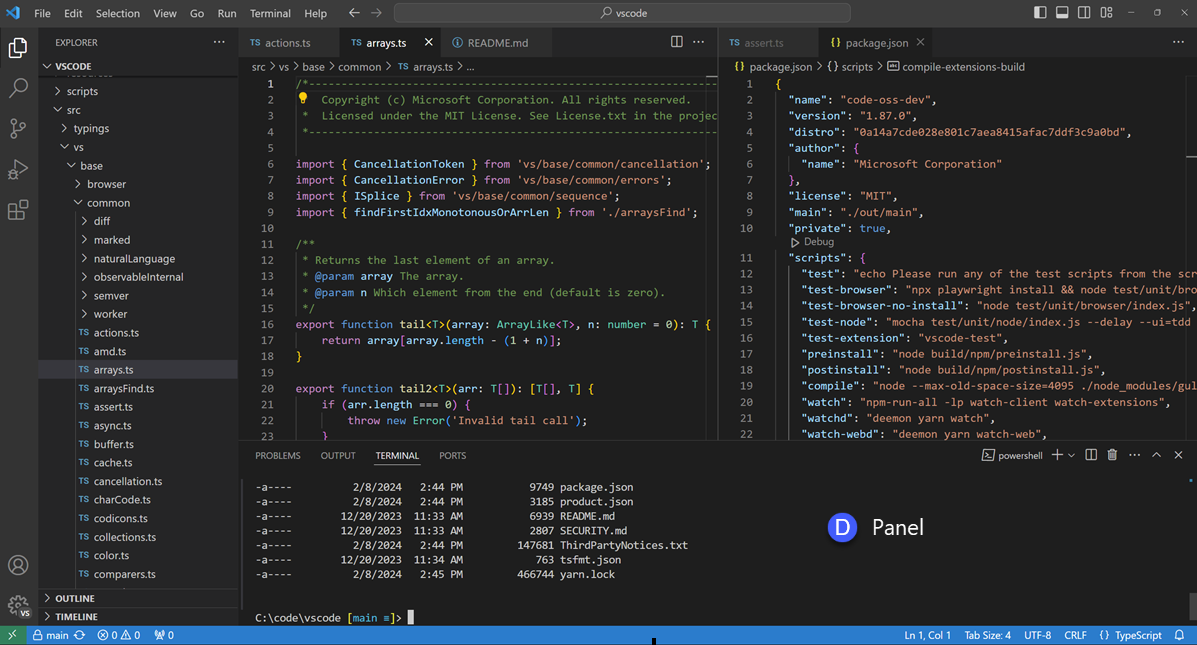 File Edit Selection View Go Run Terminal Help
vscode
EXPLORER
VSCODE
scripts
src
typings
vs
base
browser
common
diff
marked
naturalLanguage
observableInternal
semver
worker
TS actions.ts
TS amd.ts
TS arrays.ts
TS arraysFind.ts
TS assert.ts
TS async.ts
TS buffer.ts
TS cache.ts
TS cancellation.ts
TS charCode.ts
TS codicons.ts
TS collections.ts
TS color.ts
TS comparers.ts
OUTLINE
TIMELINE
VS
TS actions.ts TS arrays.ts README.md
src > vs > base > common > TS arrays.ts > ...
1 /*---------------------------------------------------------------
2 Copyright (c) Microsoft Corporation. All rights reserved.
3 * Licensed under the MIT License. See License.txt in the projec
4 *---------------------------------------------------------------
5
6 import { CancellationToken } from 'vs/base/common/cancellation';
7 import { CancellationError } from 'vs/base/common/errors';
8 import { ISplice } from 'vs/base/common/sequence';
9 import { findFirstIdxMonotonousOrArrLen } from './arraysFind';
10
11 /**
12 * Returns the last element of an array.
13 * @param array The array.
14 * @param n Which element from the end (default is zero).
15 */
16 export function tail<T>(array: ArrayLike<T>, n: number = 0): T {
17 return array[array.length - (1 + n)];
18 }
19
20 export function tail2<T>(arr: T[]): [T[], T] {
21 if (arr.length === 0) {
22 throw new Error('Invalid tail call');
23 }
TS assert.ts {} package.json
{} package.json > {} scripts > compile-extensions-build
1 {
2 "name": "code-oss-dev",
3 "version": "1.87.0",
4 "distro": "0a14a7cde028e801c7aea8415afac7ddf3c9a0bd",
5 "author": {
6 "name": "Microsoft Corporation"
7 },
8 "license": "MIT",
9 "main": "./out/main",
10 "private": true,
Debug
11 "scripts": {
12 "test": "echo Please run any of the test scripts from the scr
13 "test-browser": "npx playwright install && node test/unit/bro
14 "test-browser-no-install": "node test/unit/browser/index.js",
15 "test-node": "mocha test/unit/node/index.js --delay --ui=tdd
16 "test-extension": "vscode-test",
17 "preinstall": "node build/npm/preinstall.js",
18 "postinstall": "node build/npm/postinstall.js",
19 "compile": "node --max-old-space-size=4095 ./node_modules/gul
20 "watch": "npm-run-all -lp watch-client watch-extensions",
21 "watchd": "deemon yarn watch",
22 "watch-webd": "deemon yarn watch-web",
PROBLEMS OUTPUT TERMINAL PORTS
powershell
-a---- 2/8/2024 2:44 PM 9749 package.json
-a---- 2/8/2024 2:44 PM 3185 product.json
-a---- 12/20/2023 11:33 AM 6939 README.md
-a---- 12/20/2023 11:33 AM 2807 SECURITY.md
-a---- 2/8/2024 2:44 PM 147681 ThirdPartyNotices.txt
-a---- 12/20/2023 11:34 AM 763 tsfmt.json
-a---- 2/8/2024 2:45 PM 466744 yarn.lock
C:\code\vscode [main ≡]>
D Panel
main 0 0 0
Ln 1, Col 1 Tab Size: 4 UTF-8 CRLF {} TypeScript